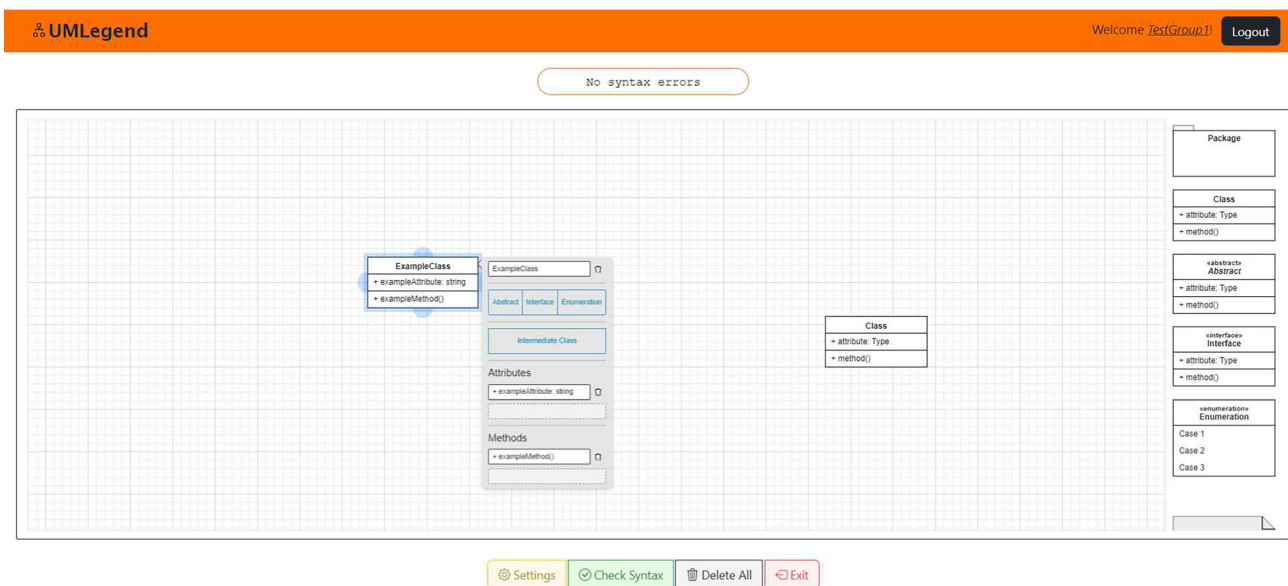 UMLegend
Welcome TestGroup1!
Logout
No syntax errors
ExampleClass
+ exampleAttribute: string
+ exampleMethod()
ExampleClass
Abstract Interface Enumeration
Intermediate Class
Attributes
+ exampleAttribute: string
Methods
+ exampleMethod()
Class
+ attribute: Type
+ method()
Package
Class
+ attribute: Type
+ method()
«abstract»
Abstract
+ attribute: Type
+ method()
«interface»
Interface
+ attribute: Type
+ method()
«enumeration»
Enumeration
Case 1
Case 2
Case 3
Settings
Check Syntax
Delete All
Exit